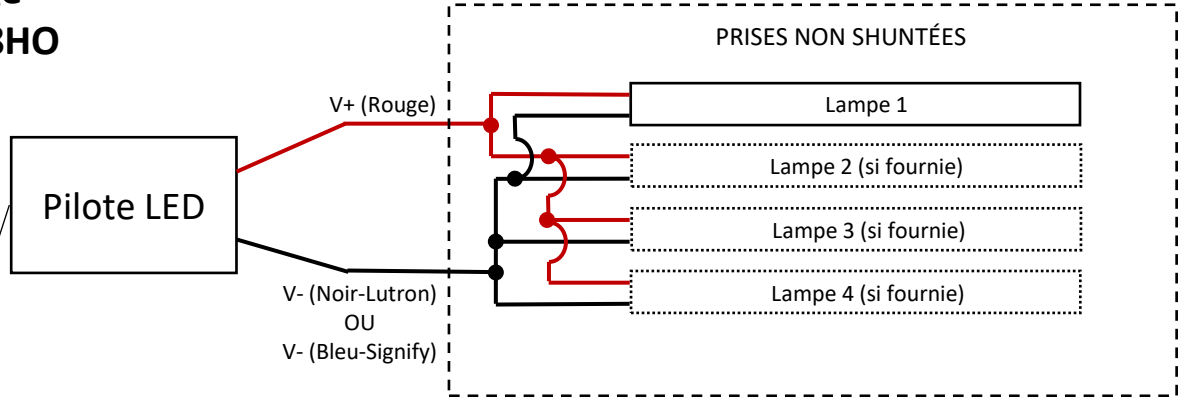 8HO
PRISES NON SHUNTÉES
V+ (Rouge)
Lampe 1
Lampe 2 (si fournie)
Pilote LED
Lampe 3 (si fournie)
Lampe 4 (si fournie)
V- (Noir-Lutron)
OU
V- (Bleu-Signify)